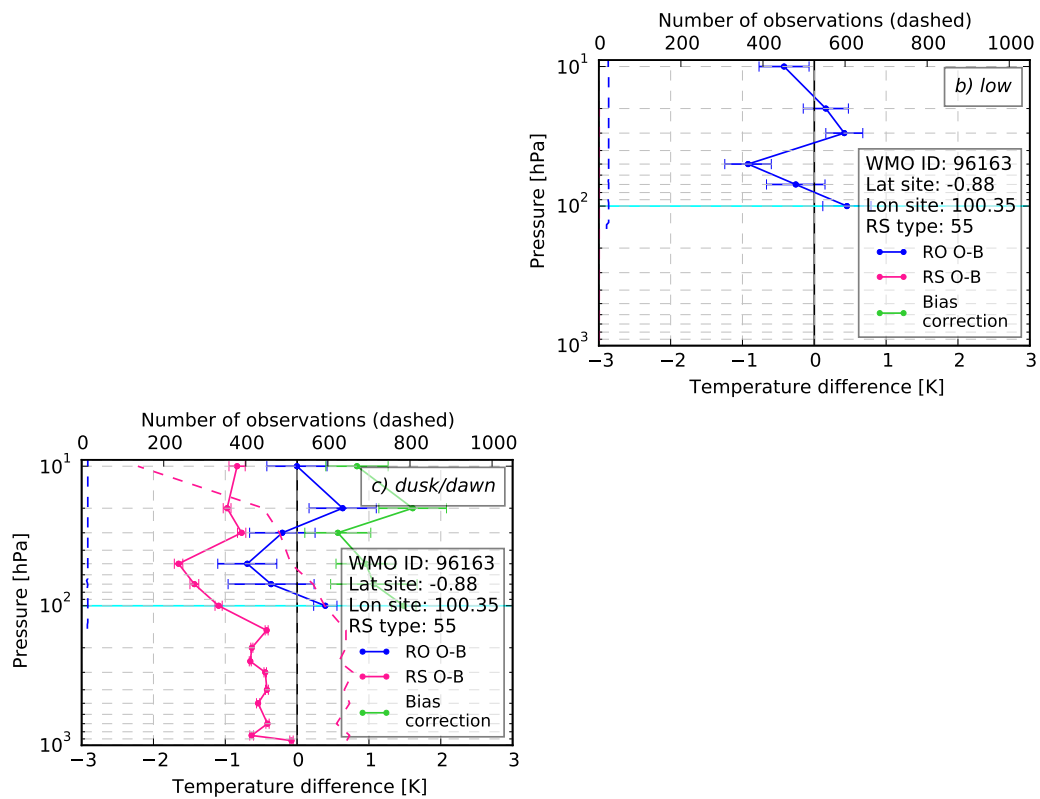 Number of observations (dashed)
0 200 400 600 800 1000
10¹
10²
10³
Pressure [hPa]
b) low
WMO ID: 96163
Lat site: -0.88
Lon site: 100.35
RS type: 55
RO O-B
RS O-B
Bias
correction
−3 −2 −1 0 1 2 3
Temperature difference [K]
Number of observations (dashed)
0 200 400 600 800 1000
10¹
10²
10³
Pressure [hPa]
c) dusk/dawn
WMO ID: 96163
Lat site: -0.88
Lon site: 100.35
RS type: 55
RO O-B
RS O-B
Bias
correction
−3 −2 −1 0 1 2 3
Temperature difference [K]